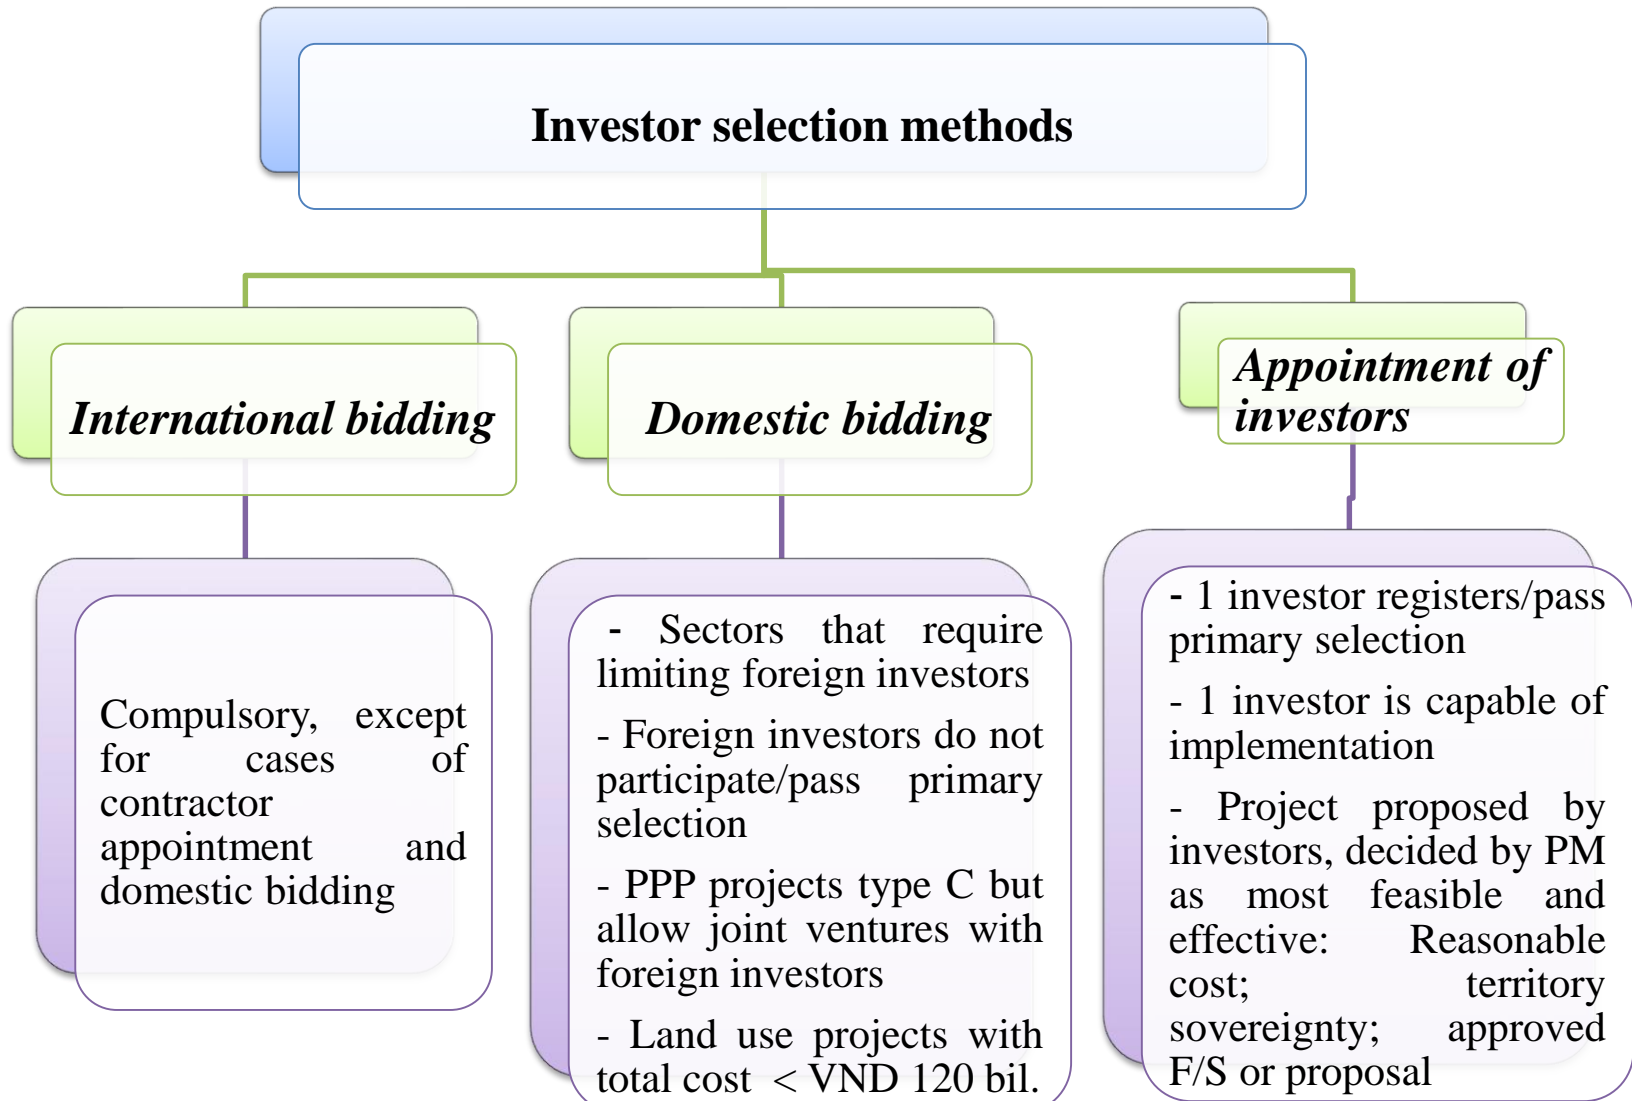 Investor selection methods
International bidding
Domestic bidding
Appointment of
investors
Compulsory, except
for cases of
contractor
appointment and
domestic bidding
- Sectors that require
limiting foreign investors
- Foreign investors do not
participate/pass primary
selection
- PPP projects type C but
allow joint ventures with
foreign investors
- Land use projects with
total cost < VND 120 bil.
- 1 investor registers/pass
primary selection
- 1 investor is capable of
implementation
- Project proposed by
investors, decided by PM
as most feasible and
effective: Reasonable
cost; territory
sovereignty; approved
F/S or proposal